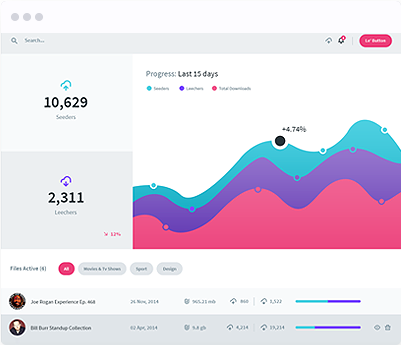 Search...
Le' Button
10,629
Seeders
2,311
Leechers
12%
Progress: Last 15 days
Seeders Leechers Total Downloads
+4.74%
Files Active (6) All Movies & Tv Shows Sport Design
Joe Rogan Experience Ep. 468 26 Nov, 2014 965.21 mb 860 3,522
Bill Burr Standup Collection 02 Apr, 2014 6.8 gb 4,214 19,214